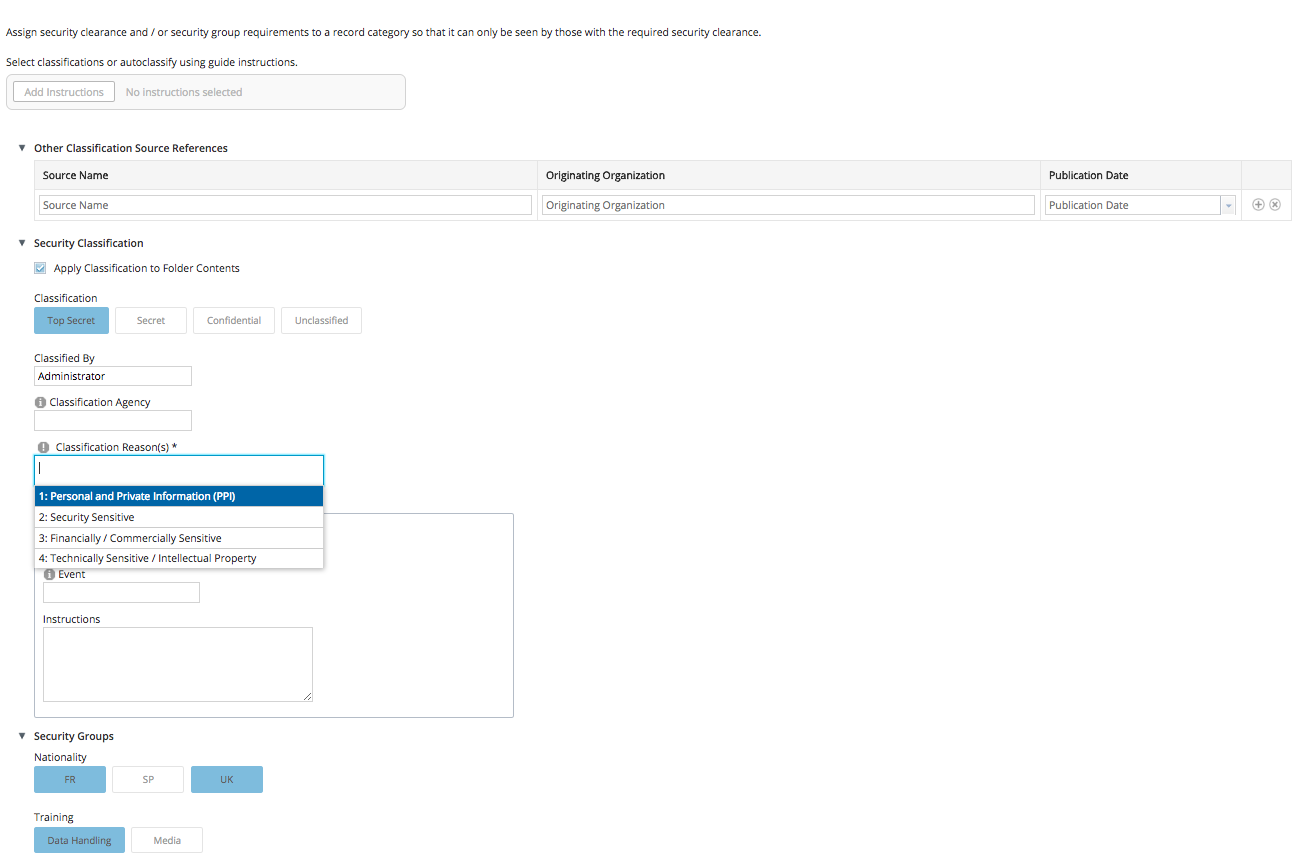 Assign security clearance and / or security group requirements to a record category so that it can only be seen by those with the required security clearance.
Select classifications or autoclassify using guide instructions.
Add Instructions No instructions selected
Other Classification Source References
Source Name Originating Organization Publication Date
Source Name Originating Organization Publication Date
Security Classification
Apply Classification to Folder Contents
Classification
Top Secret Secret Confidential Unclassified
Classified By
Administrator
Classification Agency
Classification Reason(s) *
1: Personal and Private Information (PPI)
2: Security Sensitive
3: Financially / Commercially Sensitive
4: Technically Sensitive / Intellectual Property
Event
Instructions
Security Groups
Nationality
FR SP UK
Training
Data Handling Media